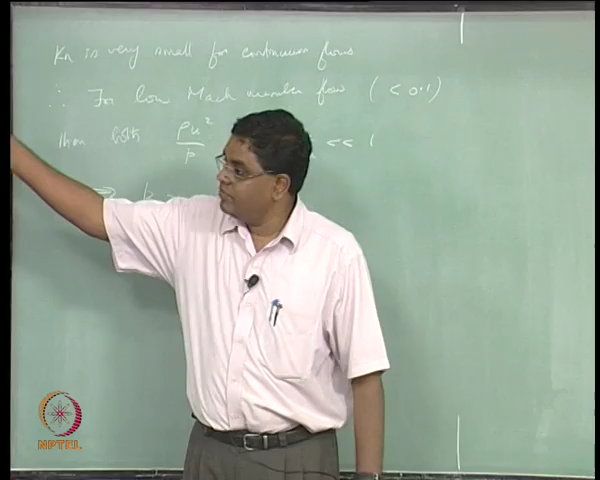 Kn is very small for continuum flows
∴ For low Mach number flow ( < 0.1 )
then both ρu² / p << 1
⇒ p
NPTEL